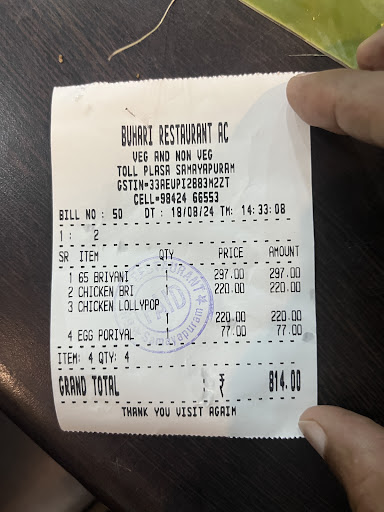 BUHARI RESTAURANT AC
VEG AND NON VEG
TOLL PLASA SAMAYAPURAM
GSTIN=33AEUPI2883M2ZT
CELL=98424 66553
BILL NO : 50 DT : 18/08/24 TM: 14:33:08
1 : 2
SR ITEM QTY PRICE AMOUNT
1 65 BRIYANI 1 297.00 297.00
2 CHICKEN BRI 1 220.00 220.00
3 CHICKEN LOLLYPOP
1 220.00 220.00
4 EGG PORIYAL 1 77.00 77.00
ITEM: 4 QTY: 4
GRAND TOTAL : ₹ 814.00
THANK YOU VISIT AGAIN